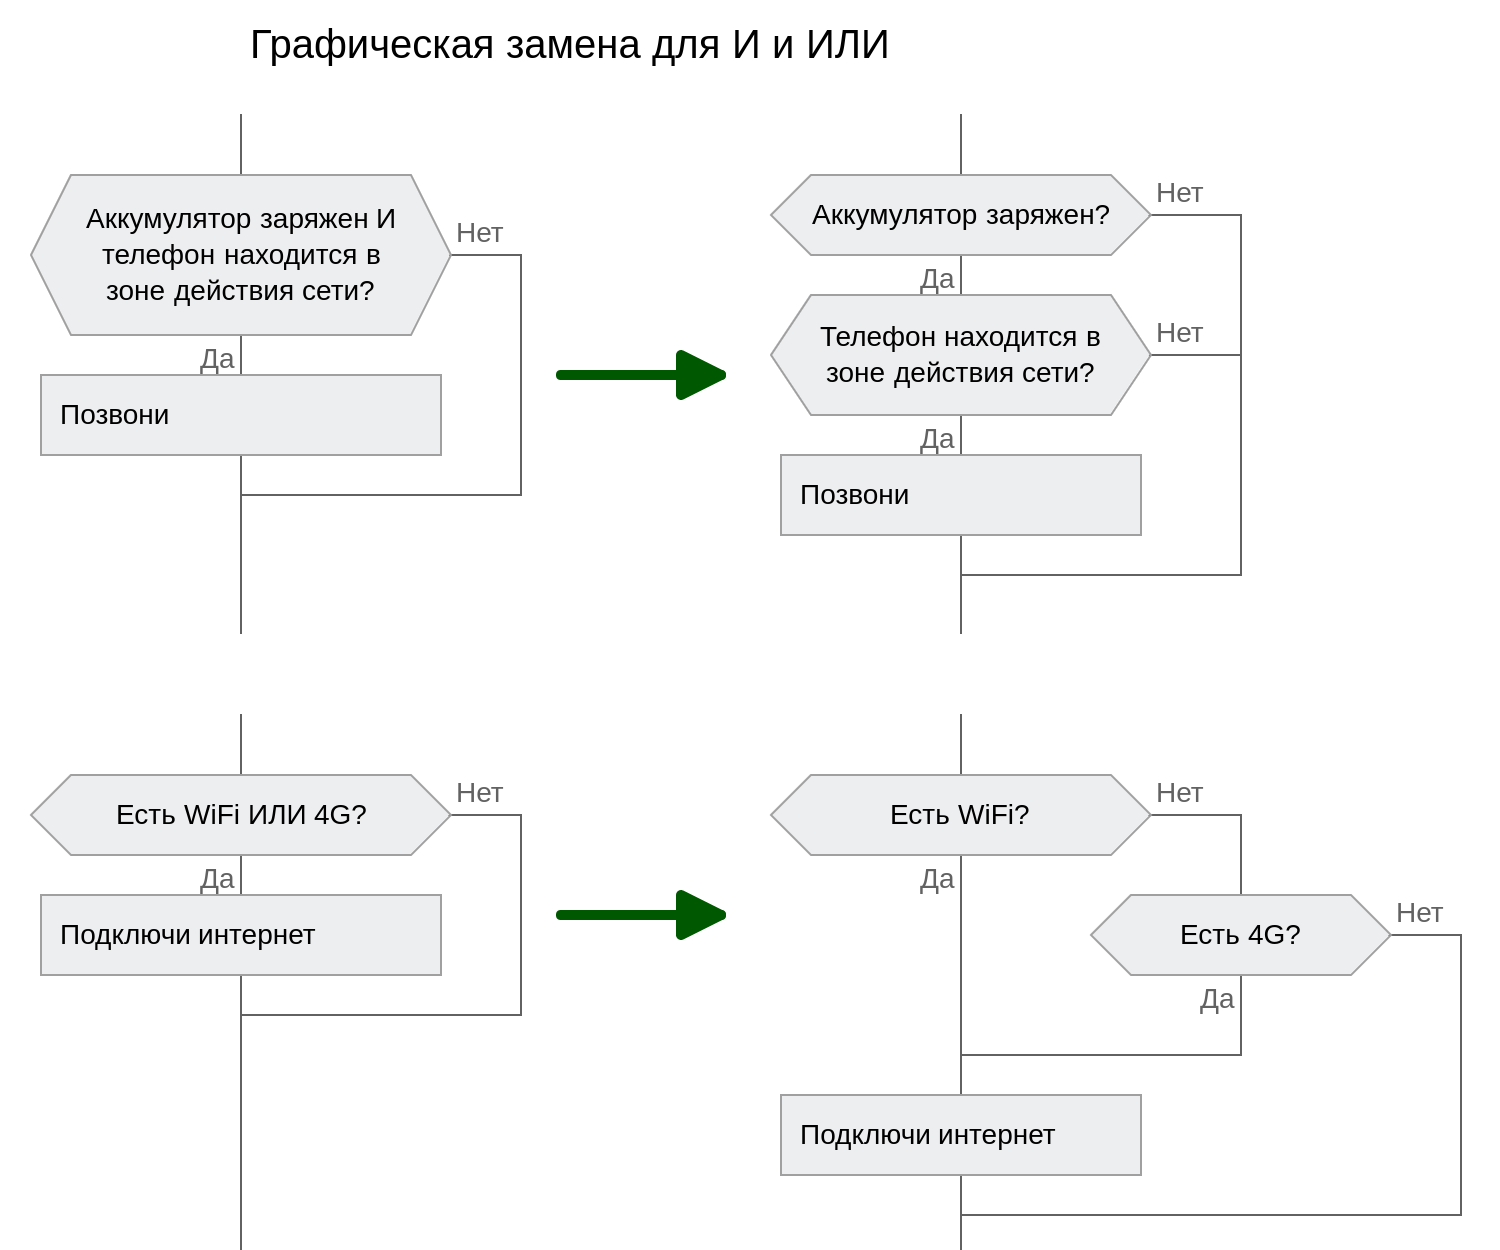 Графическая замена для И и ИЛИ
Аккумулятор заряжен И
телефон находится в
зоне действия сети?
Нет
Да
Позвони
Аккумулятор заряжен?
Нет
Да
Телефон находится в
зоне действия сети?
Нет
Да
Позвони
Есть WiFi ИЛИ 4G?
Нет
Да
Подключи интернет
Есть WiFi?
Нет
Да
Есть 4G?
Нет
Да
Подключи интернет